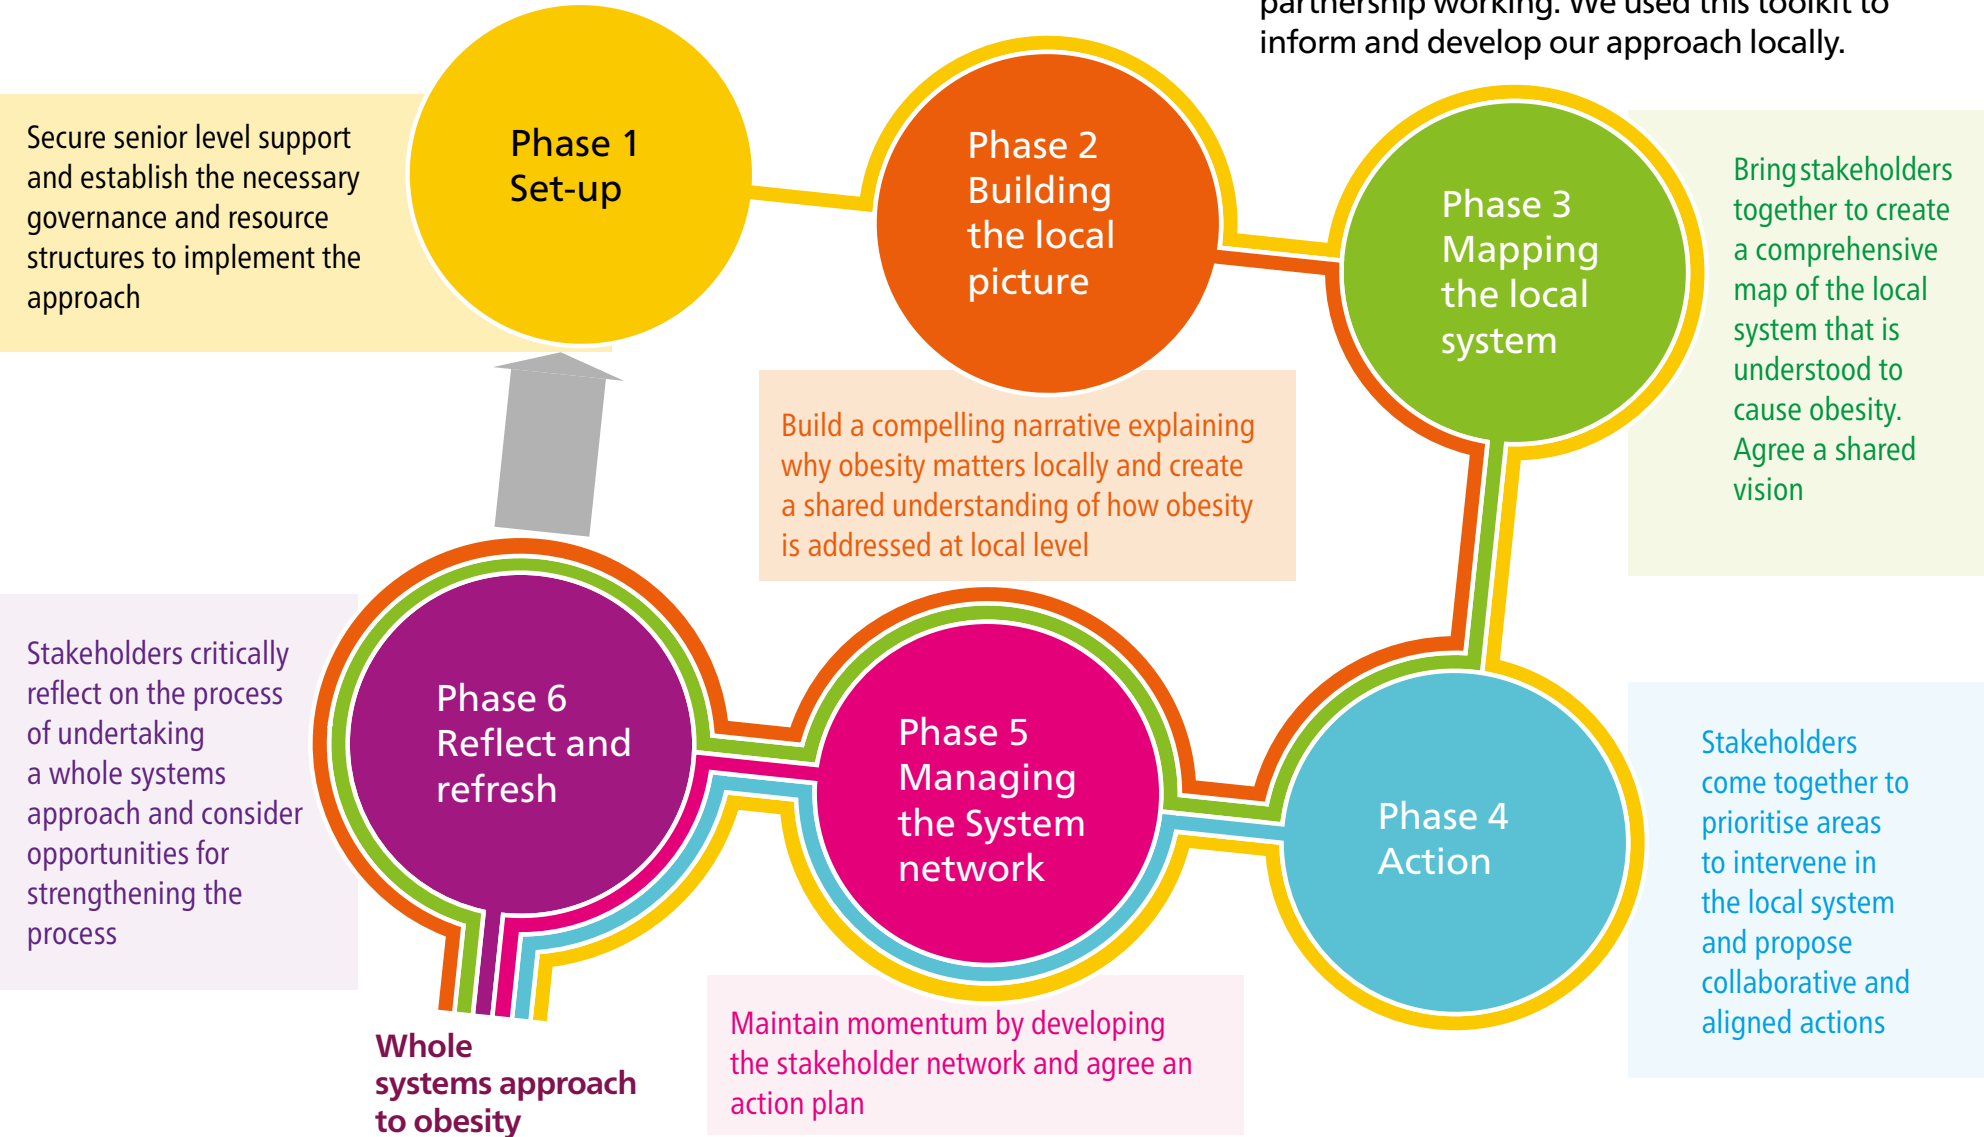 partnership working. We used this toolkit to
inform and develop our approach locally.
Phase 1
Set-up
Secure senior level support
and establish the necessary
governance and resource
structures to implement the
approach
Phase 2
Building
the local
picture
Build a compelling narrative explaining
why obesity matters locally and create
a shared understanding of how obesity
is addressed at local level
Phase 3
Mapping
the local
system
Bring stakeholders
together to create
a comprehensive
map of the local
system that is
understood to
cause obesity.
Agree a shared
vision
Phase 4
Action
Stakeholders
come together to
prioritise areas
to intervene in
the local system
and propose
collaborative and
aligned actions
Phase 5
Managing
the System
network
Maintain momentum by developing
the stakeholder network and agree an
action plan
Phase 6
Reflect and
refresh
Stakeholders critically
reflect on the process
of undertaking
a whole systems
approach and consider
opportunities for
strengthening the
process
Whole
systems approach
to obesity